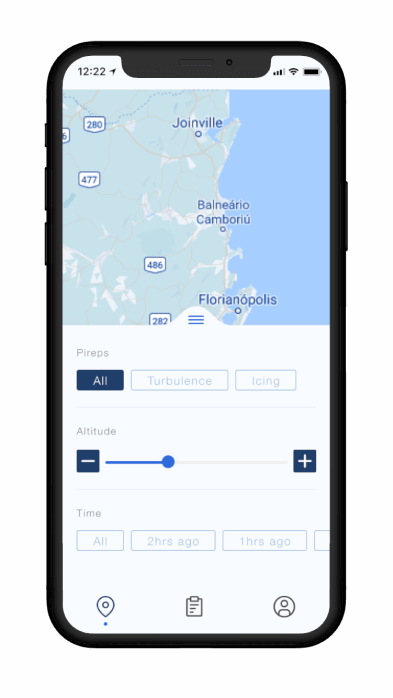 12:22
280
Joinville
6
477
Balneário
Camboriú
486
Florianópolis
282
Pireps
All Turbulence Icing
Altitude
Time
All 2hrs ago 1hrs ago